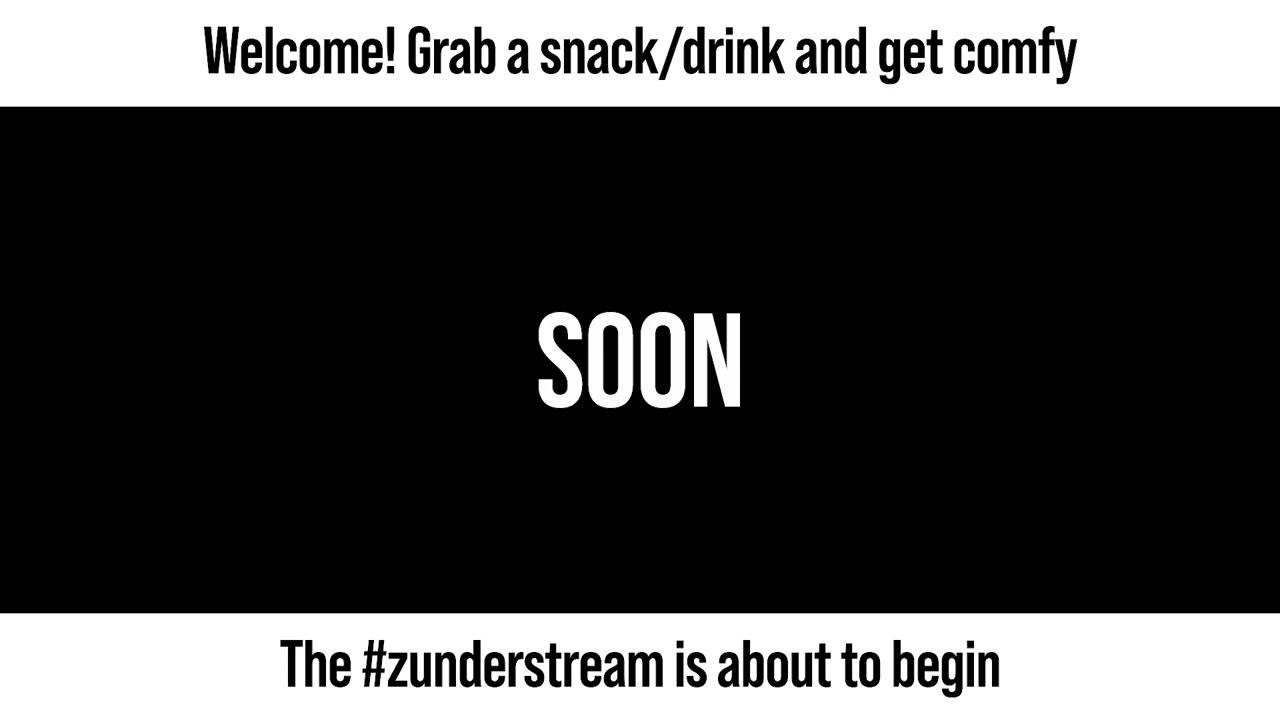 Welcome! Grab a snack/drink and get comfy
SOON
The #zunderstream is about to begin